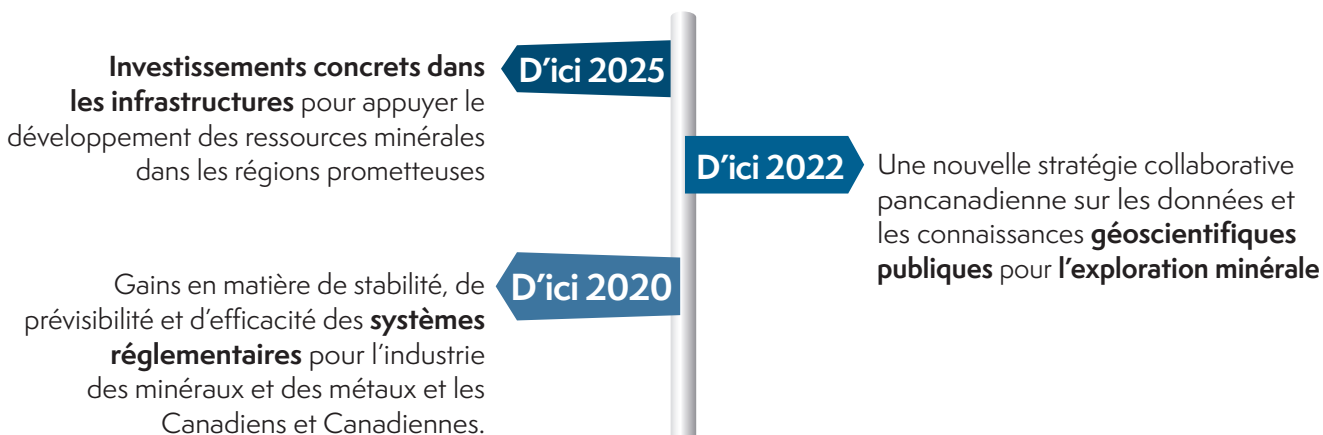 D'ici 2025
Investissements concrets dans
les infrastructures pour appuyer le
développement des ressources minérales
dans les régions prometteuses
D'ici 2022
Une nouvelle stratégie collaborative
pancanadienne sur les données et
les connaissances géoscientifiques
publiques pour l'exploration minérale
D'ici 2020
Gains en matière de stabilité, de
prévisibilité et d'efficacité des systèmes
réglementaires pour l'industrie
des minéraux et des métaux et les
Canadiens et Canadiennes.